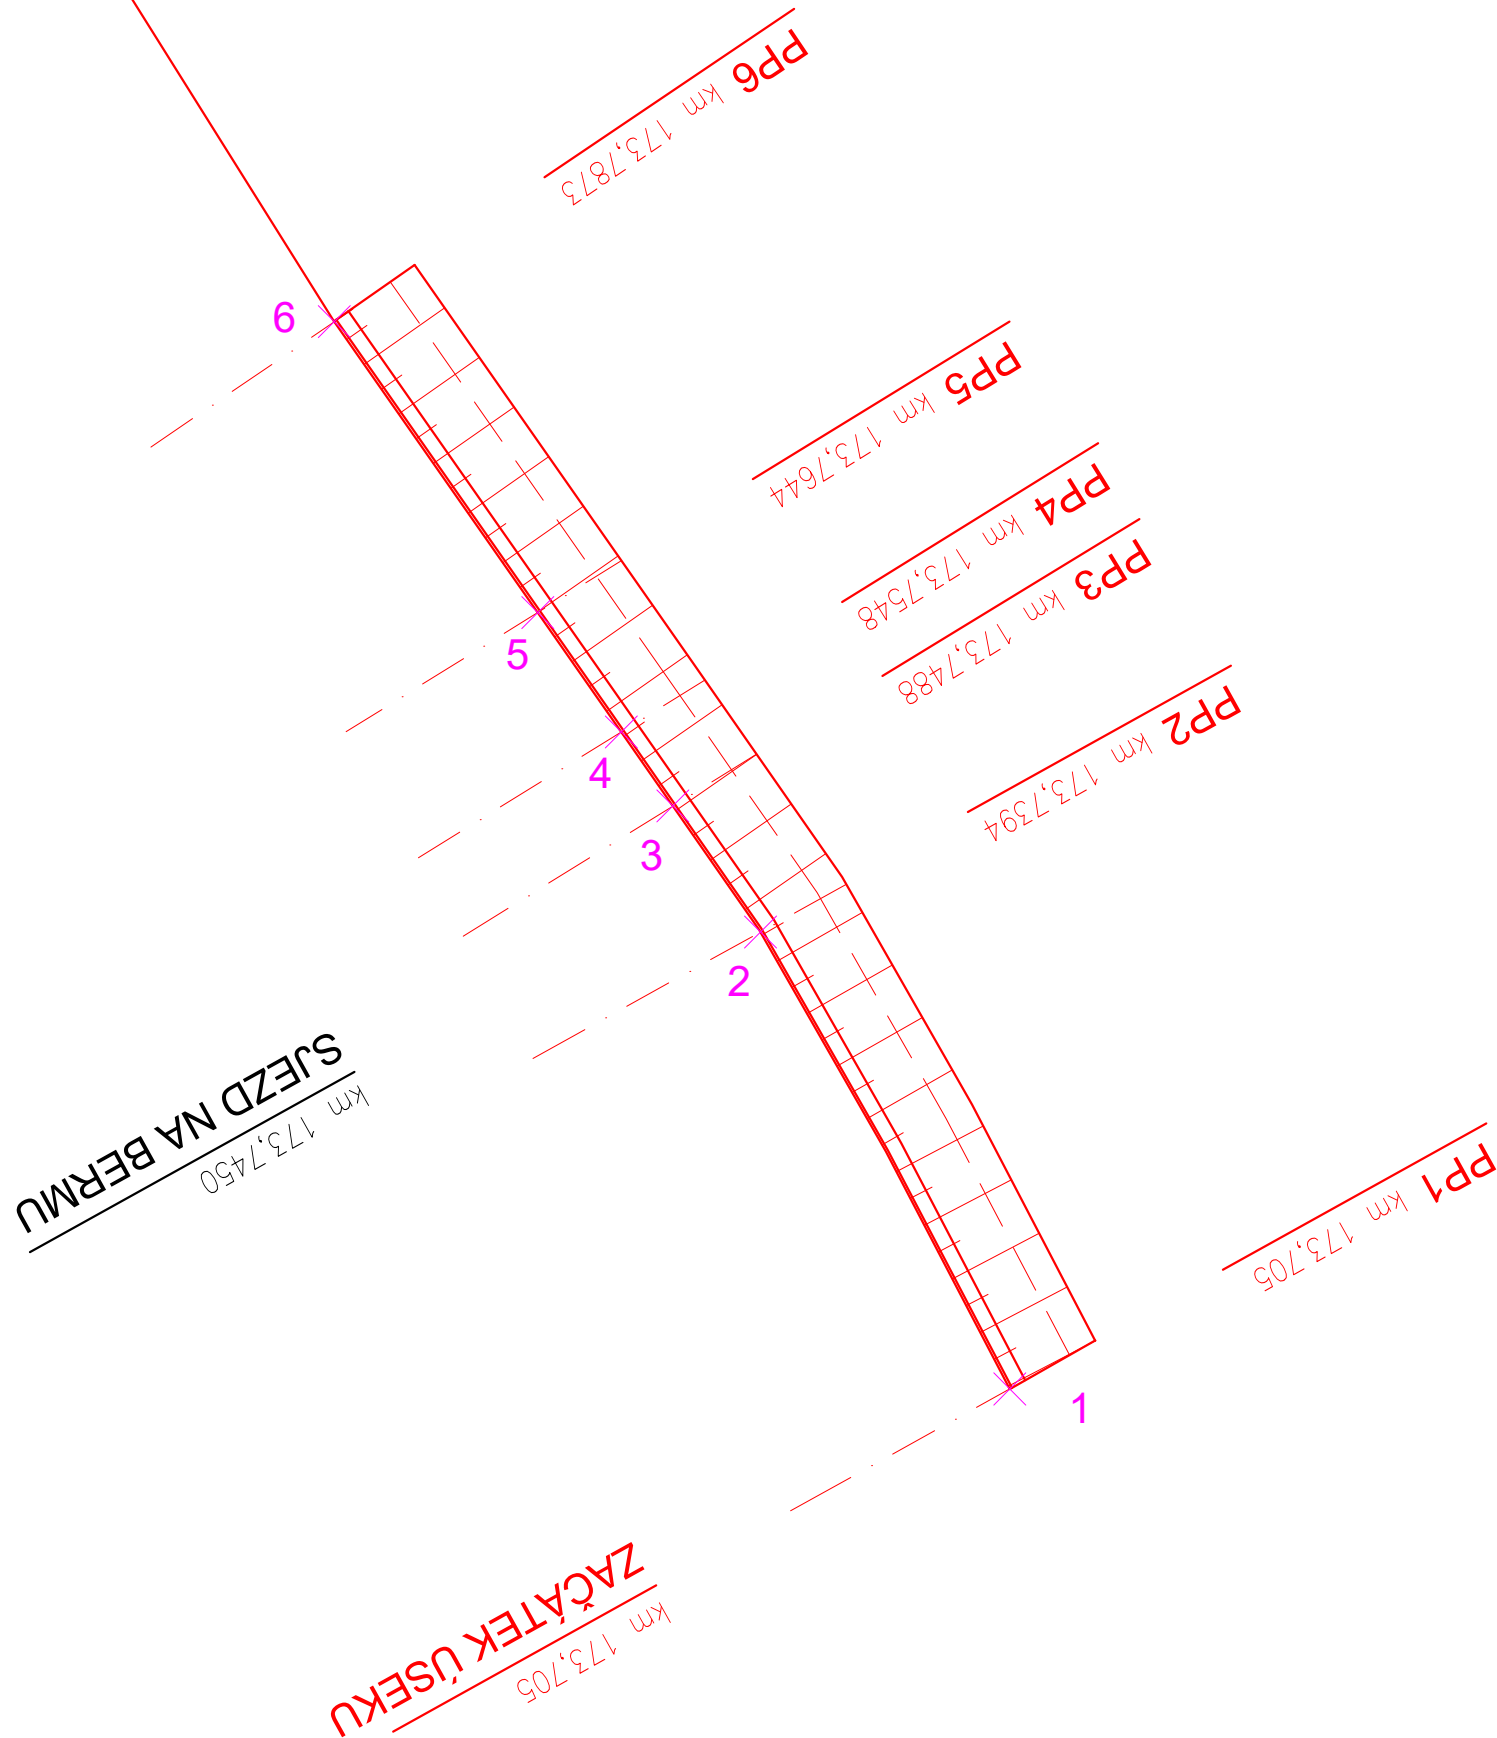 PP6 km 173,7873
6
PP5 km 173,7644
PP4 km 173,7548
PP3 km 173,7488
5
PP2 km 173,7394
4
3
2
SJEZD NA BERMU
km 173,7450
PP1 km 173,705
1
ZAČÁTEK ÚSEKU
km 173,705